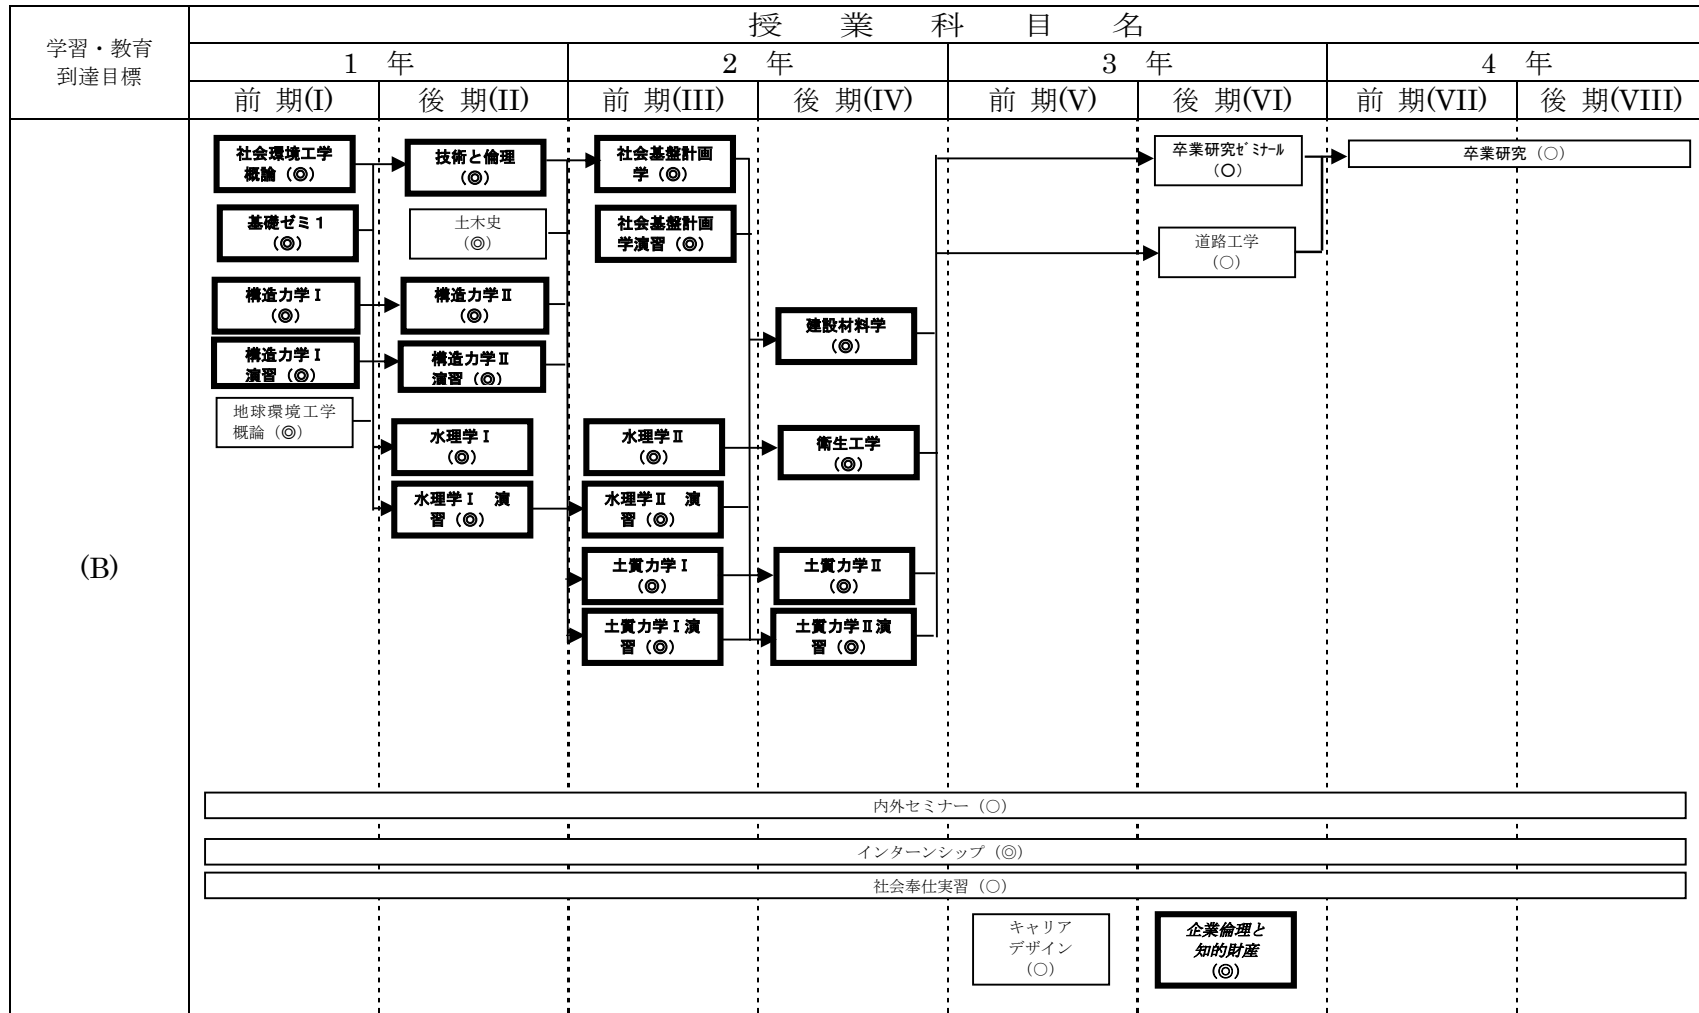 授 業 科 目 名
学習・教育
到達目標
1 年
2 年
3 年
4 年
前 期(I)
後 期(II)
前 期(III)
後 期(IV)
前 期(V)
後 期(VI)
前 期(VII)
後 期(VIII)
(B)
社会環境工学
概論（◎）
基礎ゼミ１
（◎）
構造力学Ⅰ
（◎）
構造力学Ⅰ
演習（◎）
地球環境工学
概論（◎）
技術と倫理
（◎）
土木史
（◎）
構造力学Ⅱ
（◎）
構造力学Ⅱ
演習（◎）
水理学Ⅰ
（◎）
水理学Ⅰ 演
習（◎）
社会基盤計画
学（◎）
社会基盤計画
学演習（◎）
水理学Ⅱ
（◎）
水理学Ⅱ 演
習（◎）
土質力学Ⅰ
（◎）
土質力学Ⅰ演
習（◎）
建設材料学
（◎）
衛生工学
（◎）
土質力学Ⅱ
（◎）
土質力学Ⅱ演
習（◎）
卒業研究ｾﾞﾐﾅｰﾙ
（○）
道路工学
（○）
卒業研究（○）
内外セミナー（○）
インターンシップ（◎）
社会奉仕実習（○）
キャリア
デザイン
（○）
企業倫理と
知的財産
（◎）